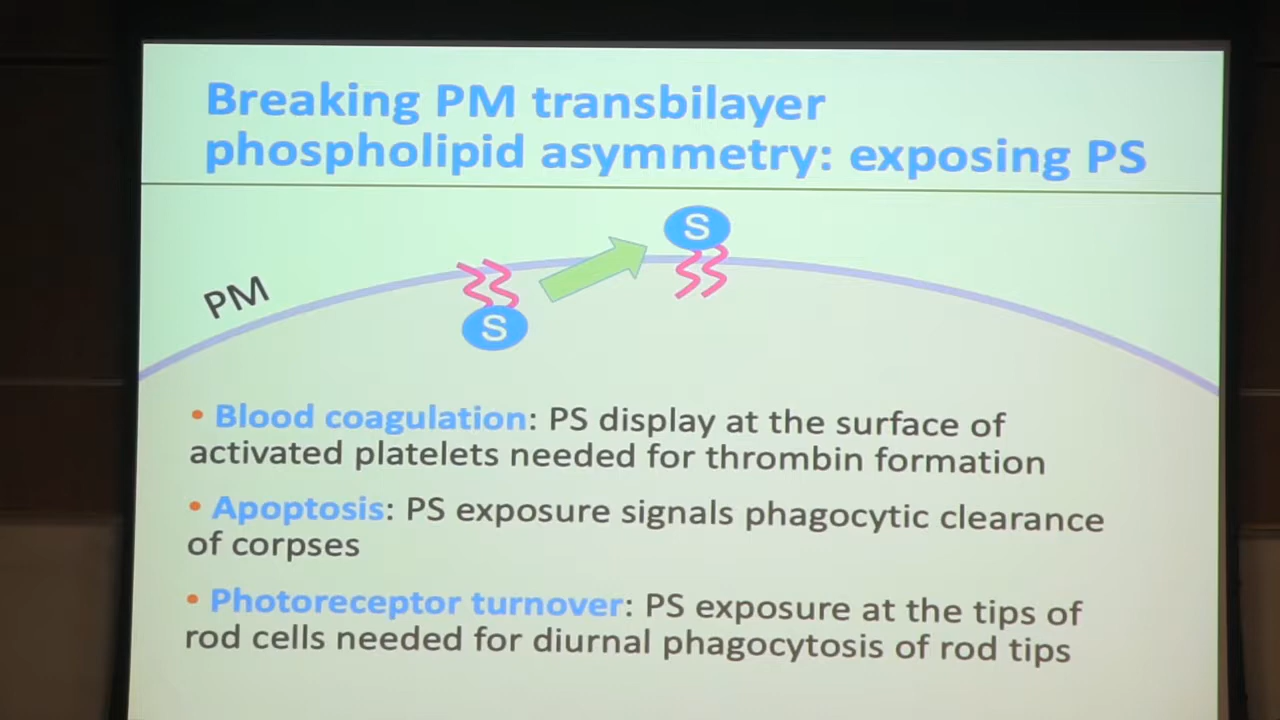 Breaking PM transbilayer
phospholipid asymmetry: exposing PS
PM
S
S
• Blood coagulation: PS display at the surface of
activated platelets needed for thrombin formation
• Apoptosis: PS exposure signals phagocytic clearance
of corpses
• Photoreceptor turnover: PS exposure at the tips of
rod cells needed for diurnal phagocytosis of rod tips